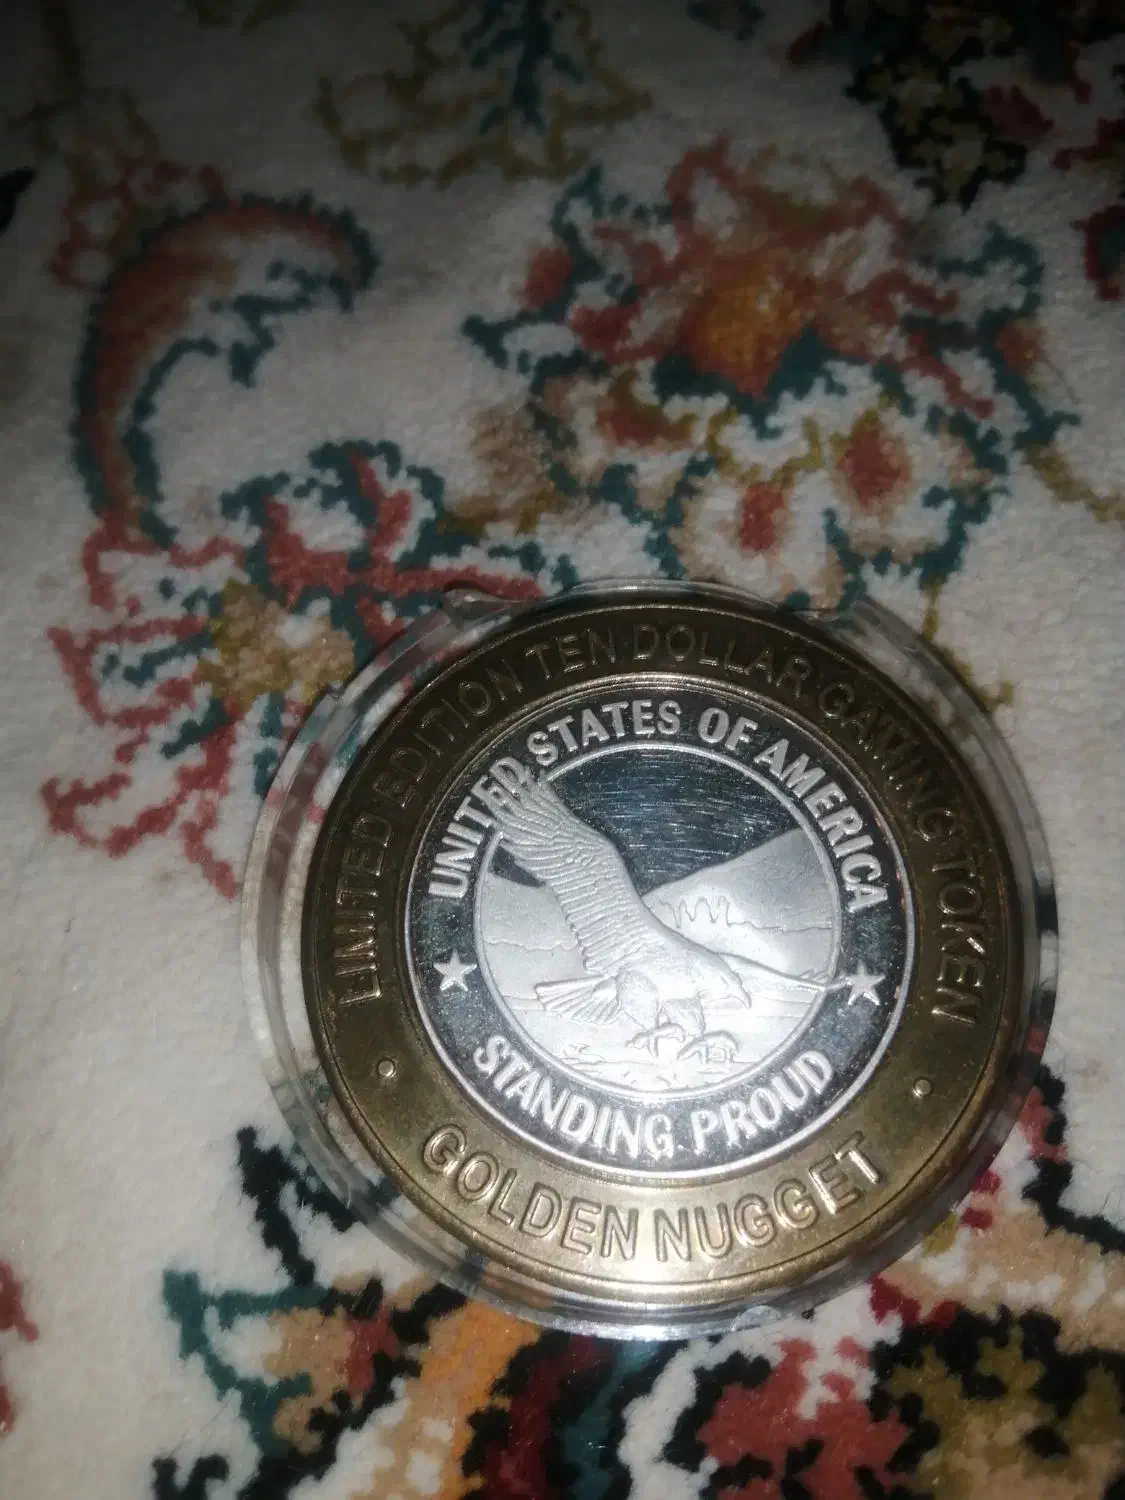 LIMITED EDITION TEN DOLLAR GAMING TOKEN
UNITED STATES OF AMERICA
STANDING PROUD
GOLDEN NUGGET